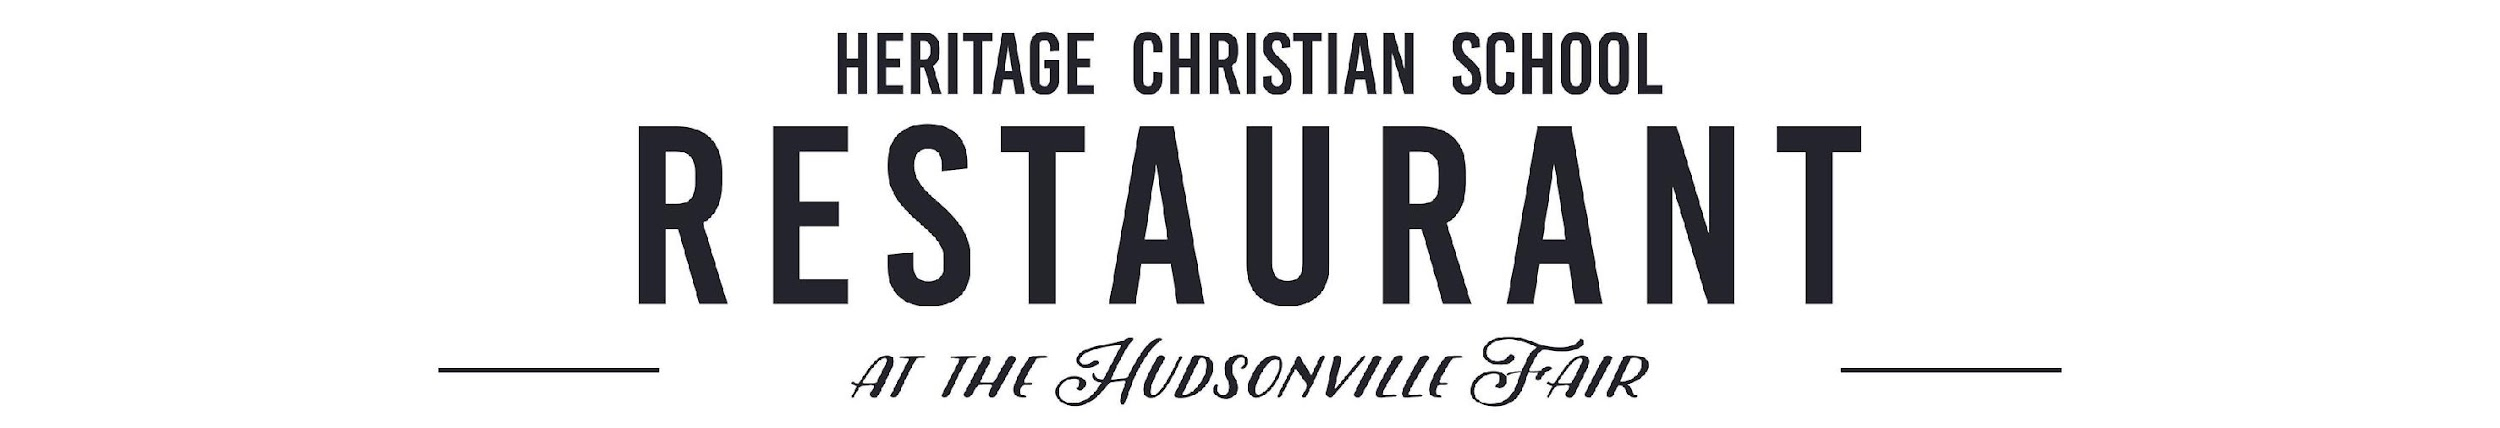 HERITAGE CHRISTIAN SCHOOL
RESTAURANT
AT THE HUDSONVILLE FAIR